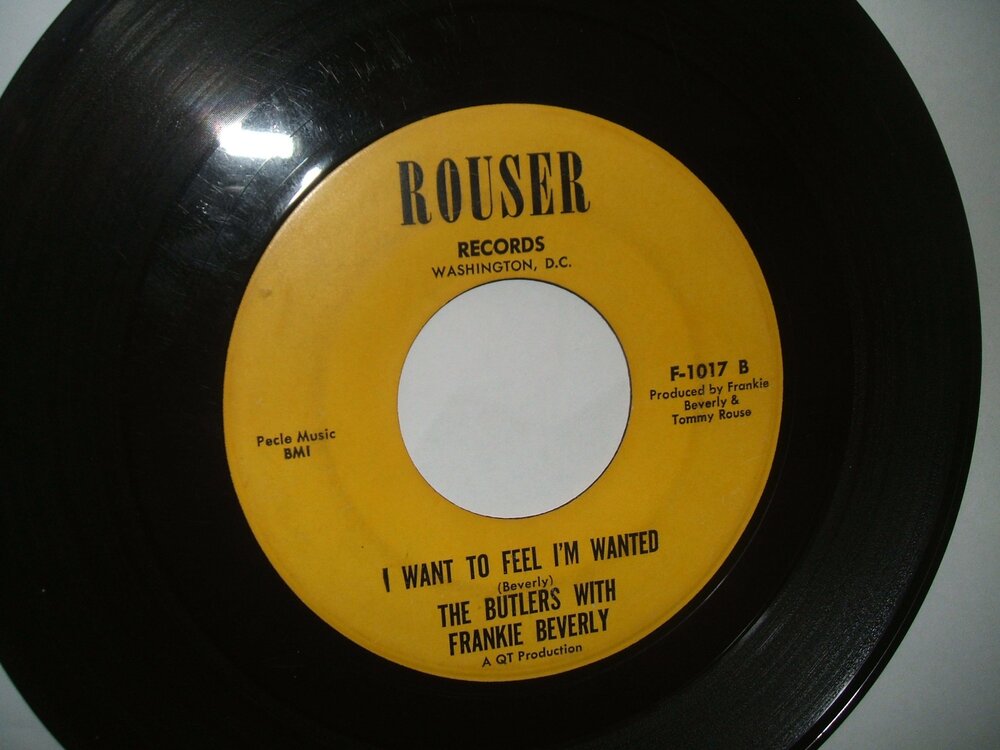 ROUSER
RECORDS
WASHINGTON, D.C.
F-1017 B
Produced by Frankie
Beverly &
Tommy Rouse
Pecle Music
BMI
I WANT TO FEEL I'M WANTED
(Beverly)
THE BUTLERS WITH
FRANKIE BEVERLY
A QT Production